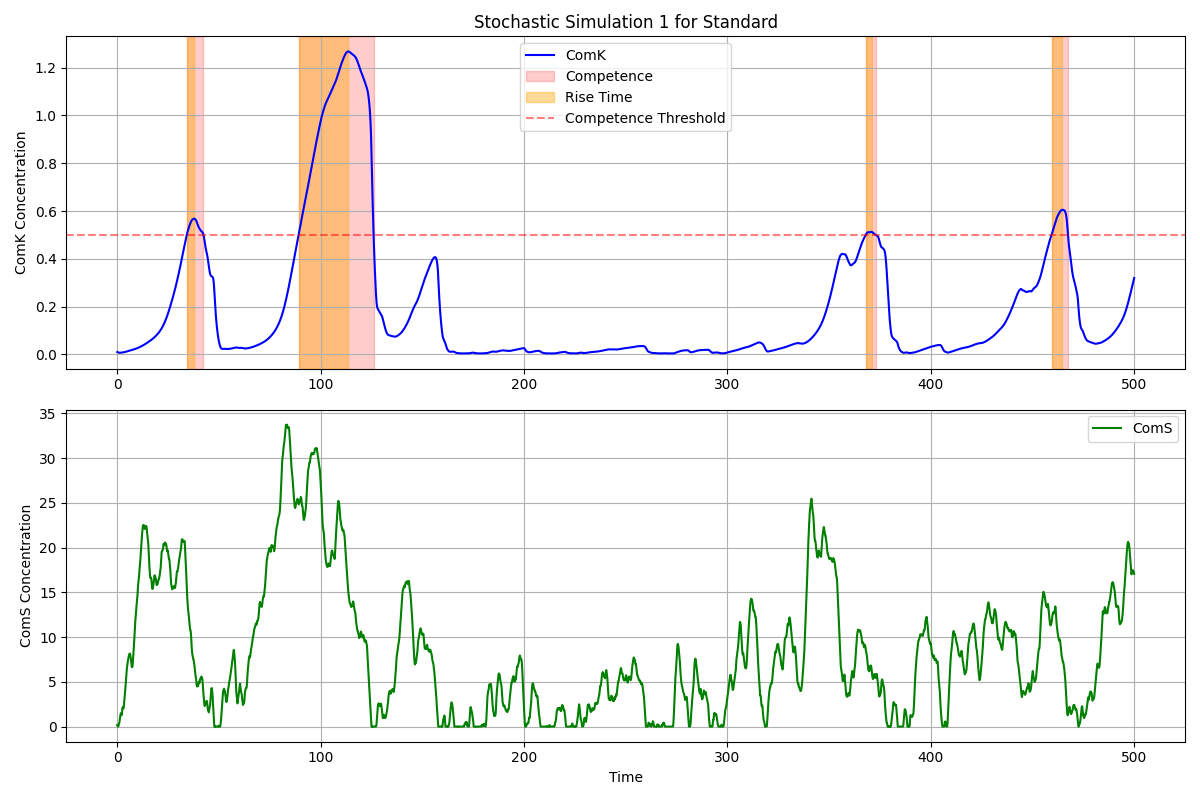 Stochastic Simulation 1 for Standard
ComK Concentration
1.2
1.0
0.8
0.6
0.4
0.2
0.0
ComK
Competence
Rise Time
Competence Threshold
0 100 200 300 400 500
ComS Concentration
35
30
25
20
15
10
5
0
ComS
0 100 200 300 400 500
Time